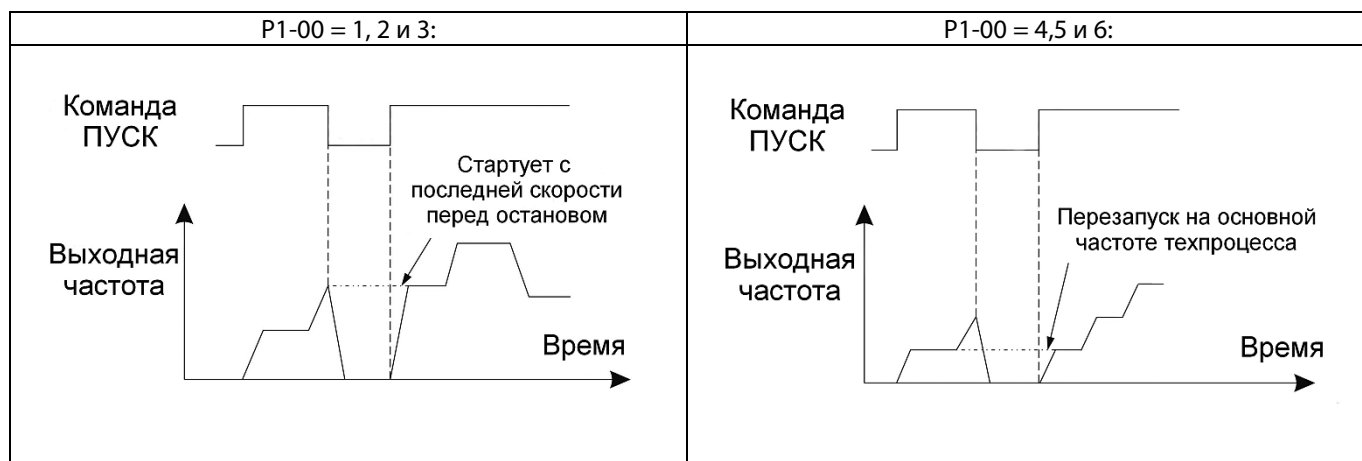 P1-00 = 1, 2 и 3:
Команда
ПУСК
Стартует с
последней скорости
перед остановом
Выходная
частота
Время
P1-00 = 4,5 и 6:
Команда
ПУСК
Перезапуск на основной
частоте техпроцесса
Выходная
частота
Время